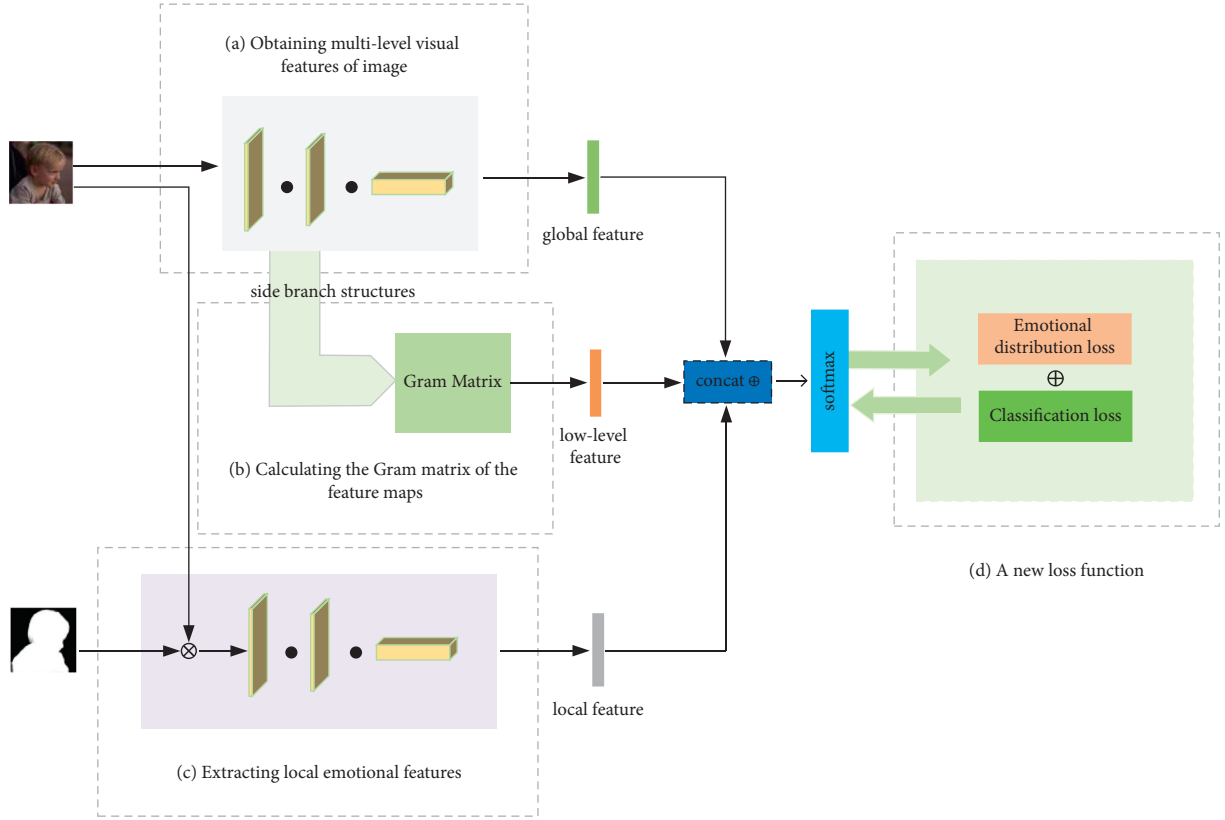 (a) Obtaining multi-level visual
features of image
global feature
side branch structures
Gram Matrix
low-level
feature
(b) Calculating the Gram matrix of the
feature maps
concat ⊕
softmax
Emotional
distribution loss
⊕
Classification loss
(d) A new loss function
local feature
(c) Extracting local emotional features